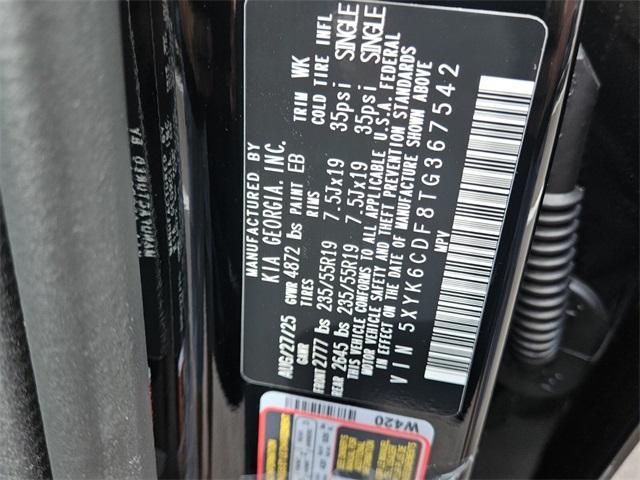 MANUFACTURED BY
KIA GEORGIA, INC.
AUG/27/25 GVWR 4872 lbs PAINT EB TRIM WK
GAWR TIRES RIMS COLD TIRE INFL
FRONT 2777 lbs 235/55R19 7.5Jx19 35psi SINGLE
REAR 2645 lbs 235/55R19 7.5Jx19 35psi SINGLE
THIS VEHICLE CONFORMS TO ALL APPLICABLE U.S.A. FEDERAL
MOTOR VEHICLE SAFETY AND THEFT PREVENTION STANDARDS
IN EFFECT ON THE DATE OF MANUFACTURE SHOWN ABOVE
VIN 5XYK6CDF8TG367542
MPV
W420